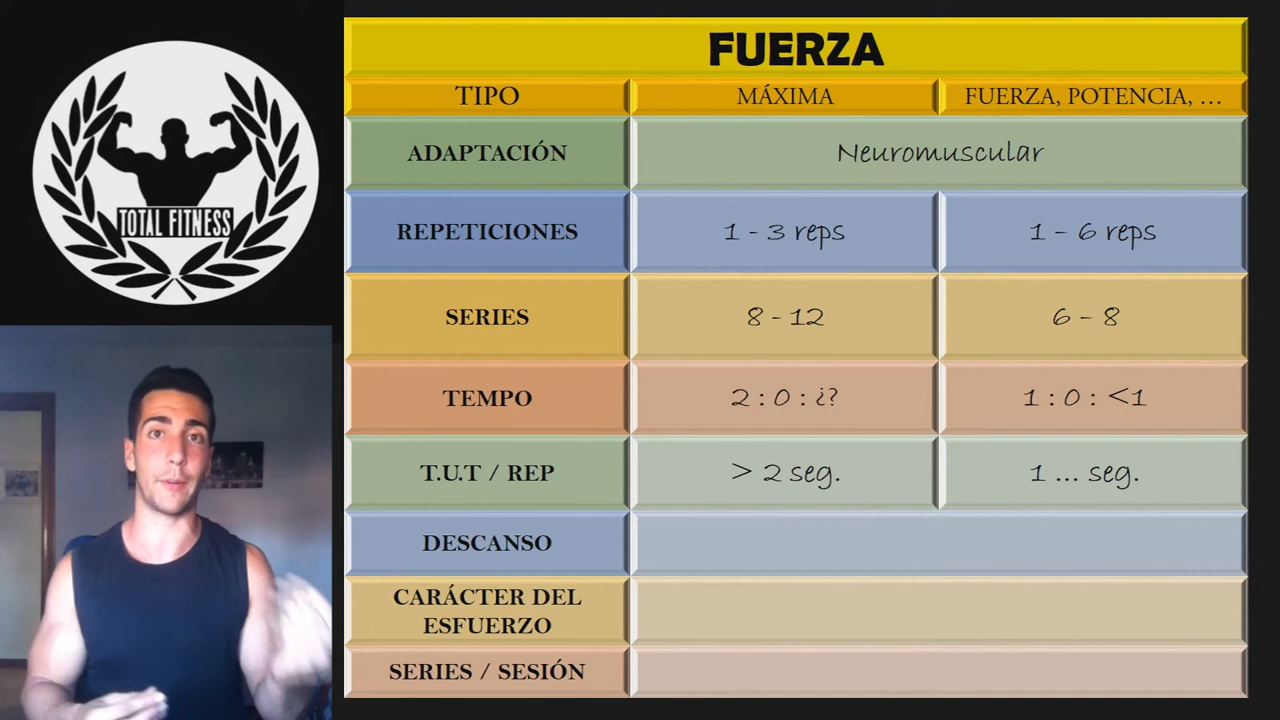 TOTAL FITNESS
FUERZA
TIPO MÁXIMA FUERZA, POTENCIA, ...
ADAPTACIÓN Neuromuscular
REPETICIONES 1 - 3 reps 1 - 6 reps
SERIES 8 - 12 6 - 8
TEMPO 2 : 0 : ¿? 1 : 0 : <1
T.U.T / REP > 2 seg. 1 ... seg.
DESCANSO
CARÁCTER DEL
ESFUERZO
SERIES / SESIÓN